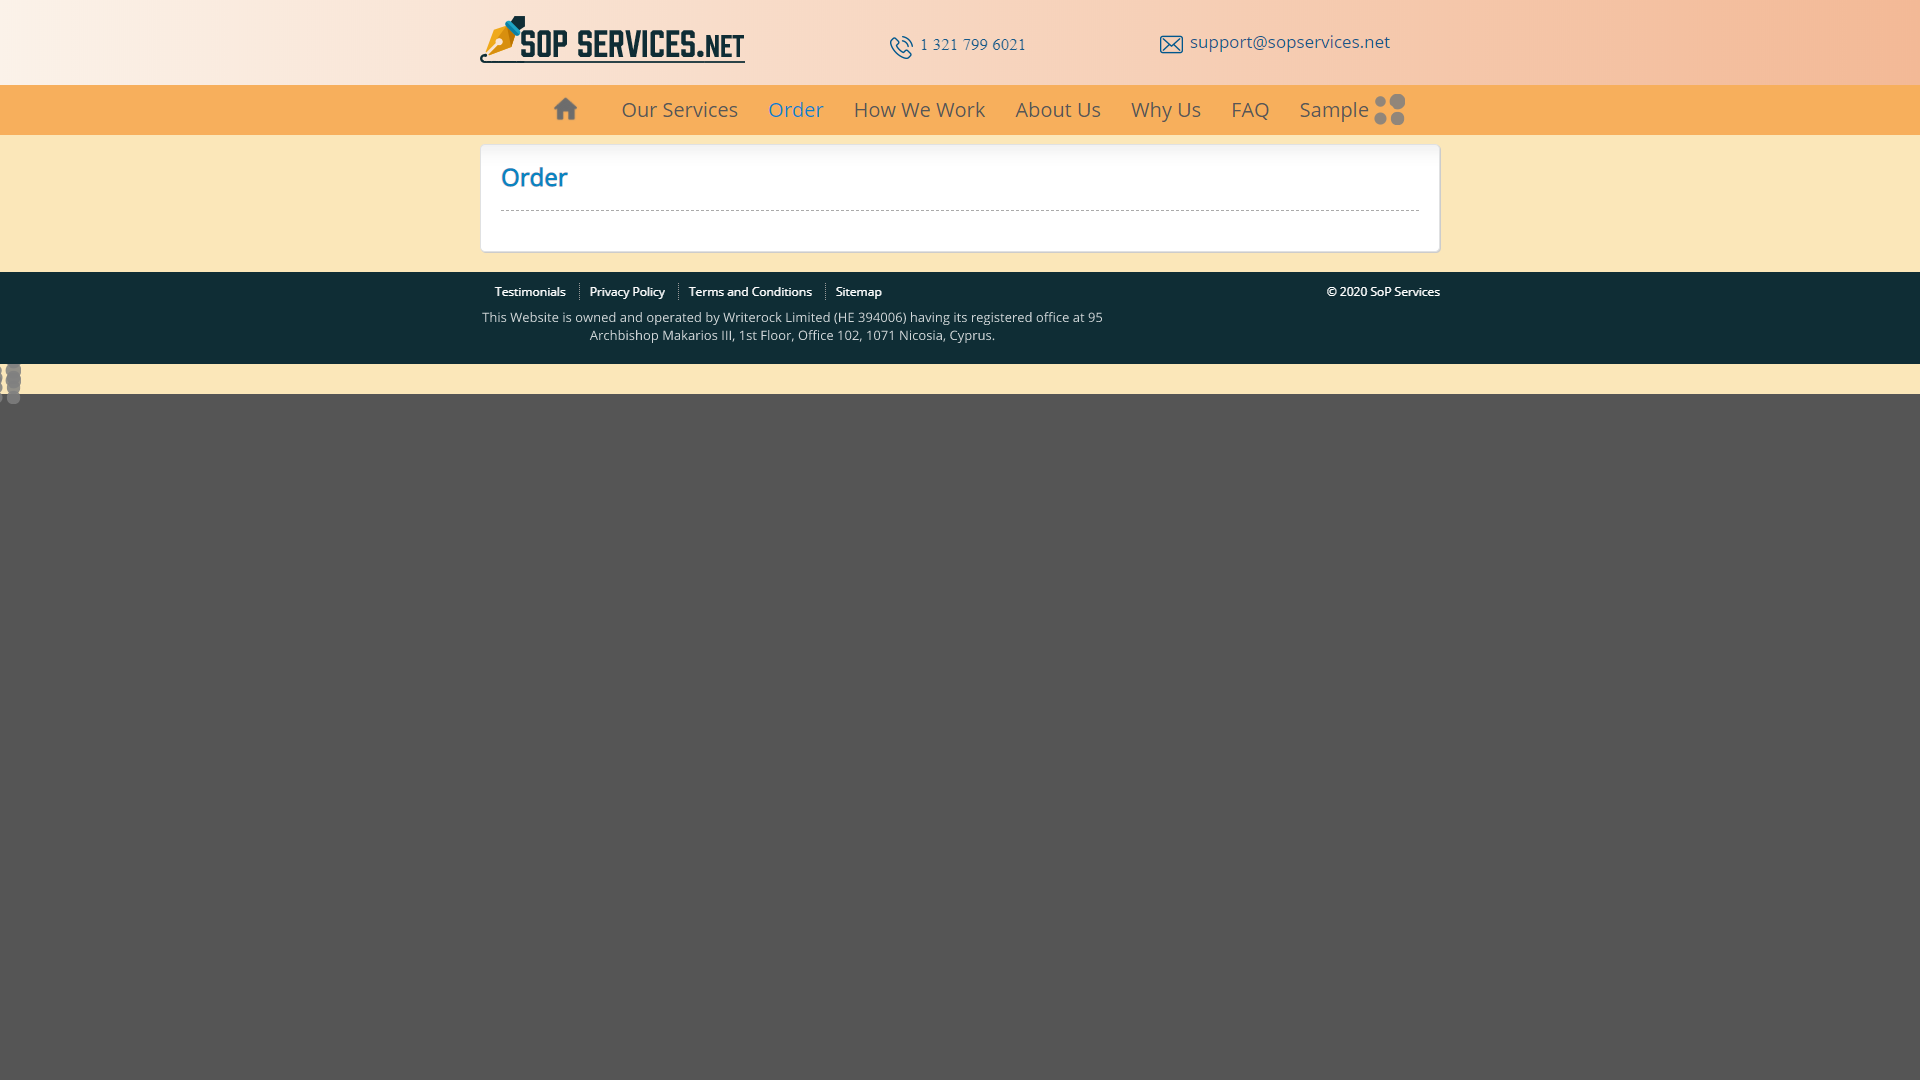 SOP SERVICES.NET
1 321 799 6021
support@sopservices.net
Our Services
Order
How We Work
About Us
Why Us
FAQ
Sample
Order
Testimonials
Privacy Policy
Terms and Conditions
Sitemap
© 2020 SoP Services
This Website is owned and operated by Writerock Limited (HE 394006) having its registered office at 95
Archbishop Makarios III, 1st Floor, Office 102, 1071 Nicosia, Cyprus.